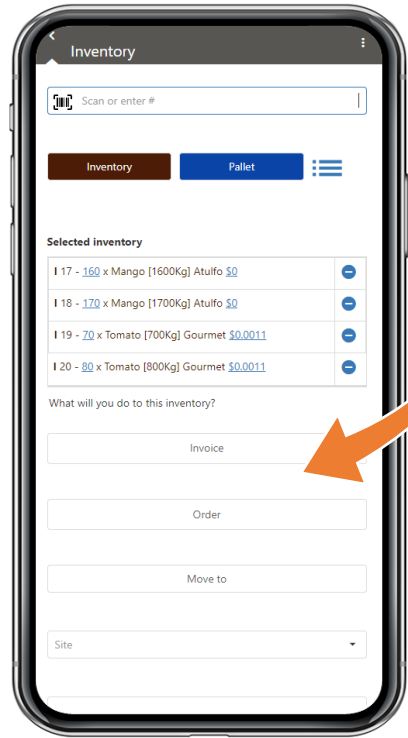 Inventory
Scan or enter #
Inventory Pallet
Selected inventory
I 17 - 160 x Mango [1600Kg] Atulfo $0
I 18 - 170 x Mango [1700Kg] Atulfo $0
I 19 - 70 x Tomato [700Kg] Gourmet $0.0011
I 20 - 80 x Tomato [800Kg] Gourmet $0.0011
What will you do to this inventory?
Invoice
Order
Move to
Site